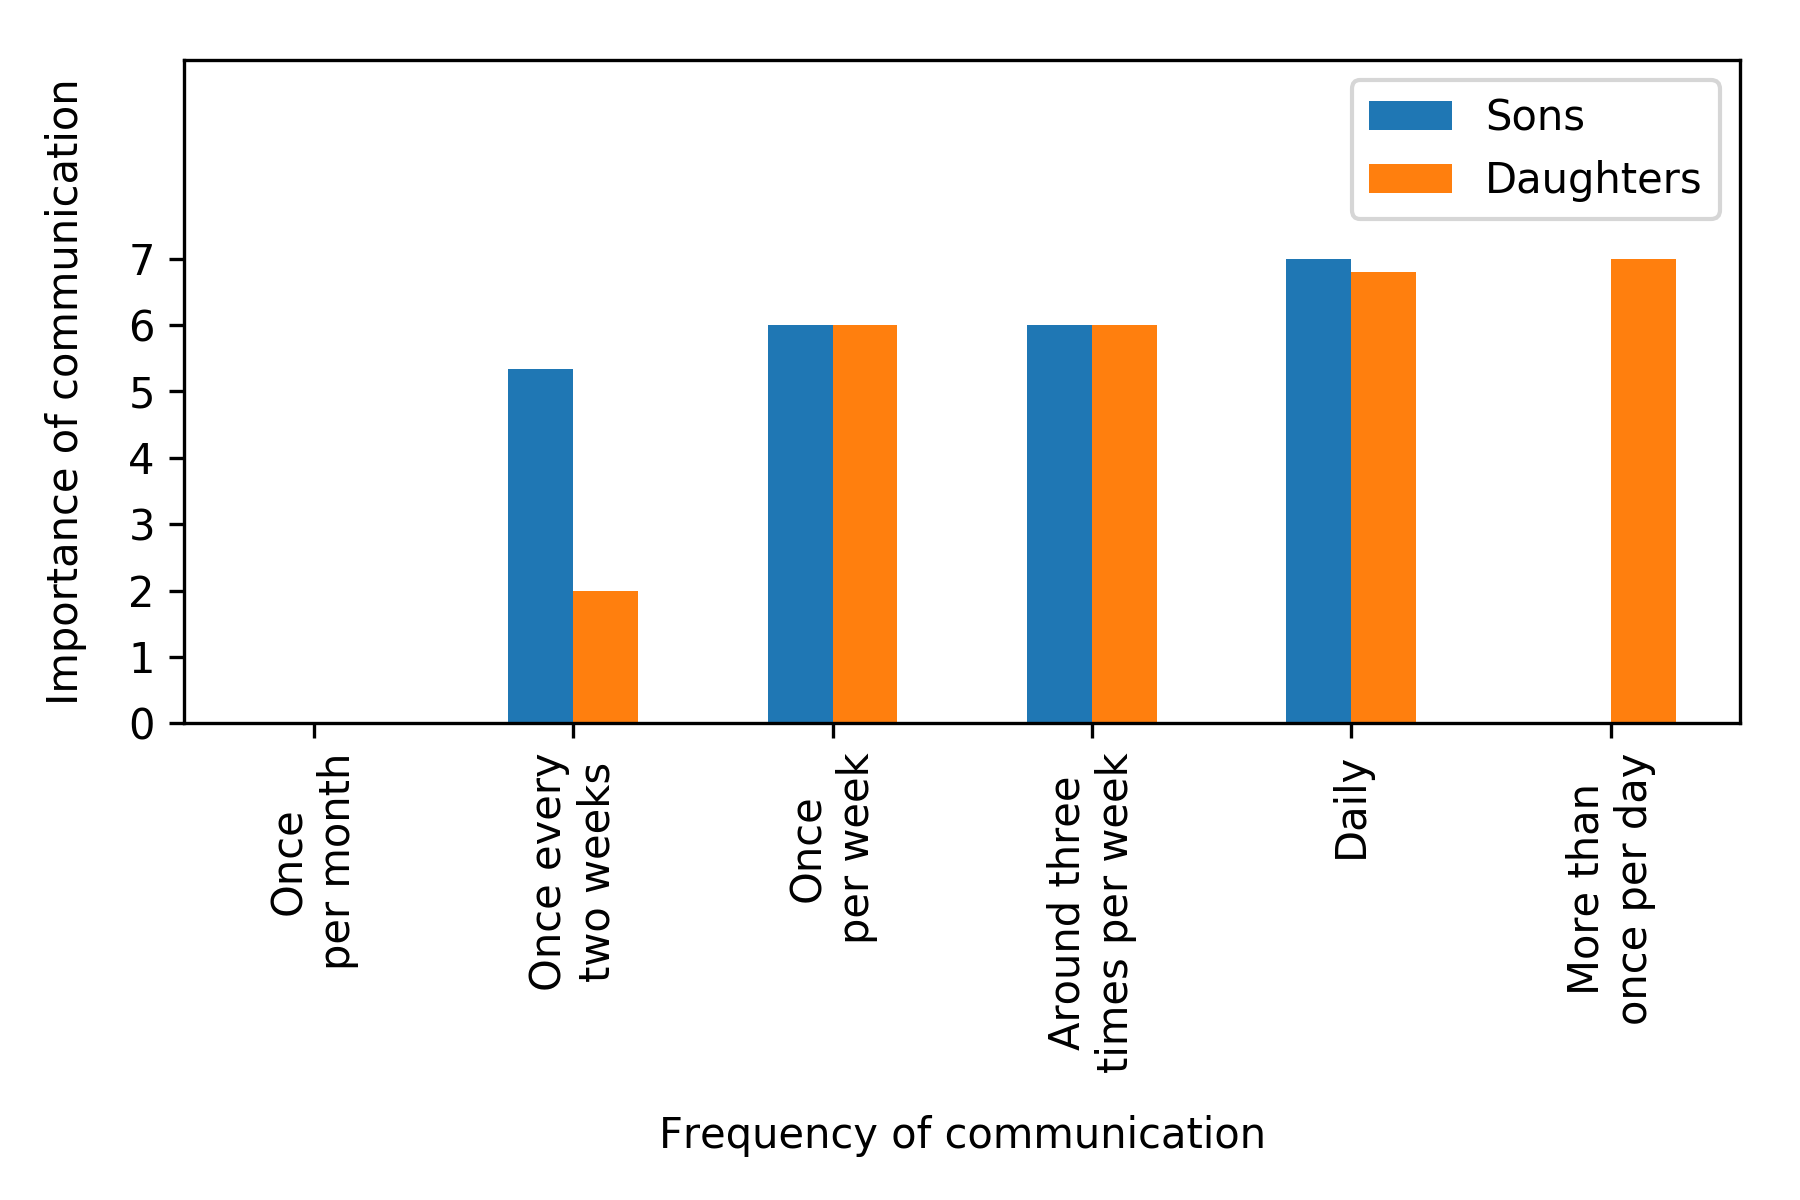 Importance of communication
Sons
Daughters
7
6
5
4
3
2
1
0
Once
per month
Once every
two weeks
Once
per week
Around three
times per week
Daily
More than
once per day
Frequency of communication